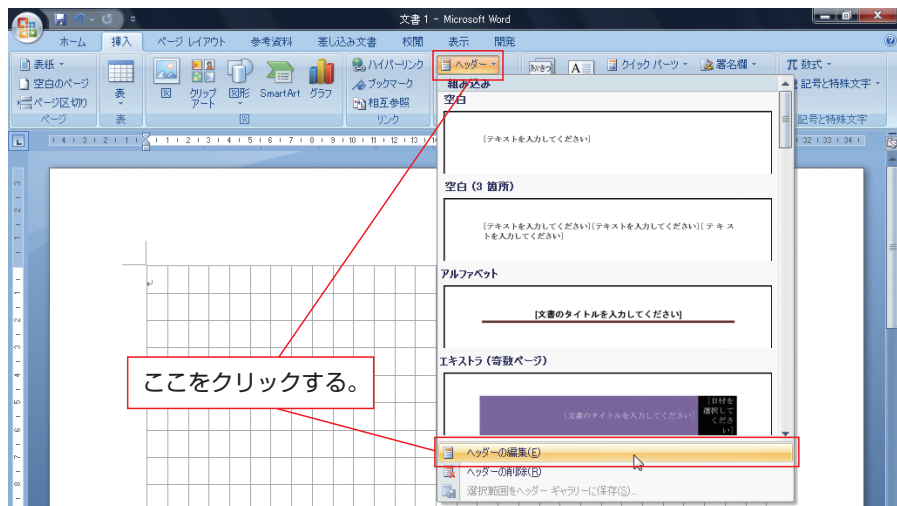 文書 1 - Microsoft Word
ホーム 挿入 ページ レイアウト 参考資料 差し込み文書 校閲 表示 開発
表紙
空白のページ
ページ区切り
ページ
表
表
図 クリップ アート 図形 SmartArt グラフ
図
ハイパーリンク
ブックマーク
相互参照
リンク
ヘッダー
クイック パーツ
署名欄
π 数式
記号と特殊文字
記号と特殊文字
組み込み
空白
[テキストを入力してください]
空白 (3 箇所)
[テキストを入力してください][テキストを入力してください][テキス
トを入力してください]
アルファベット
[文書のタイトルを入力してください]
エキストラ (奇数ページ)
[文書のタイトルを入力してください]
[日付を
選択して
くださ
い]
ここをクリックする。
ヘッダーの編集(E)
ヘッダーの削除(R)
選択範囲をヘッダー ギャラリーに保存(S)...